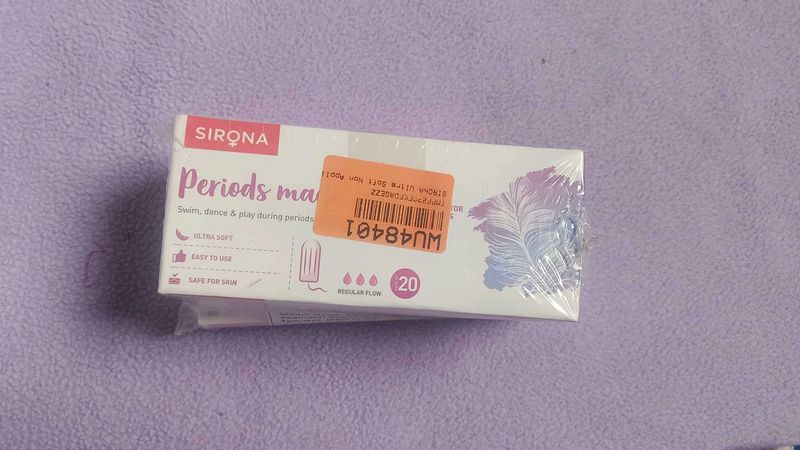 SIRONA
Periods ma
Swim, dance & play during periods
ULTRA SOFT
EASY TO USE
SAFE FOR SKIN
REGULAR FLOW
20
WU48401
SIRONA Ultra Soft Non Appli